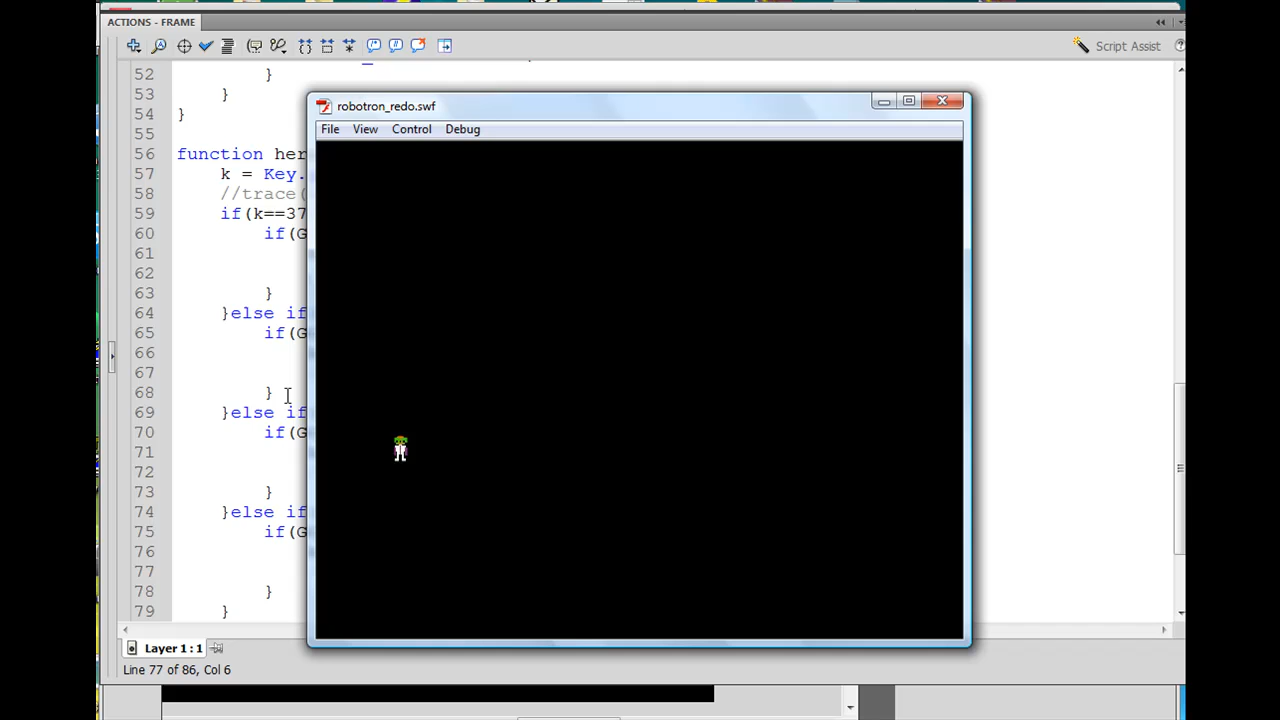 ACTIONS - FRAME
Script Assist
52 }
53 }
54 }
55
56 function her
57 k = Key.
58 //trace(
59 if(k==37
60 if(G
61
62
63 }
64 }else if
65 if(G
66
67
68 }
69 }else if
70 if(G
71
72
73 }
74 }else if
75 if(G
76
77
78 }
79 }
robotron_redo.swf
File View Control Debug
Layer 1 : 1
Line 77 of 86, Col 6